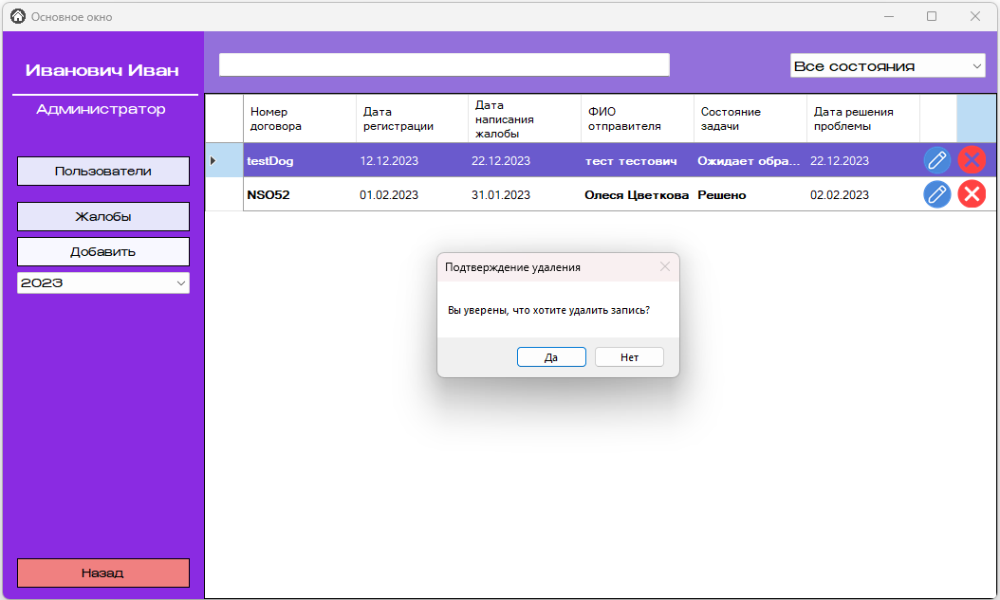 Основное окно
Иванович Иван
Администратор
Пользователи
Жалобы
Добавить
2023
Назад
Все состояния
Номер договора
Дата регистрации
Дата написания жалобы
ФИО отправителя
Состояние задачи
Дата решения проблемы
testDog 12.12.2023 22.12.2023 тест тестович Ожидает обра... 22.12.2023
NSO52 01.02.2023 31.01.2023 Олеся Цветкова Решено 02.02.2023
Подтверждение удаления
Вы уверены, что хотите удалить запись?
Да Нет